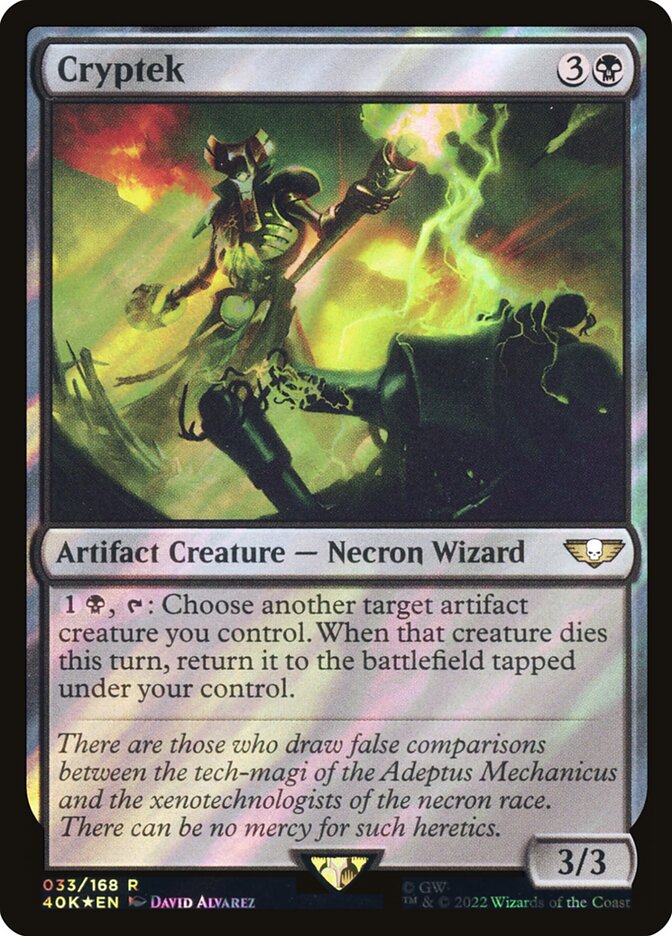 Cryptek 3
Artifact Creature — Necron Wizard
1 , : Choose another target artifact
creature you control. When that creature dies
this turn, return it to the battlefield tapped
under your control.
There are those who draw false comparisons
between the tech-magi of the Adeptus Mechanicus
and the xenotechnologists of the necron race.
There can be no mercy for such heretics.
3/3
033/168 R
40K★EN DAVID ALVAREZ
© GW
™ & © 2022 Wizards of the Coast